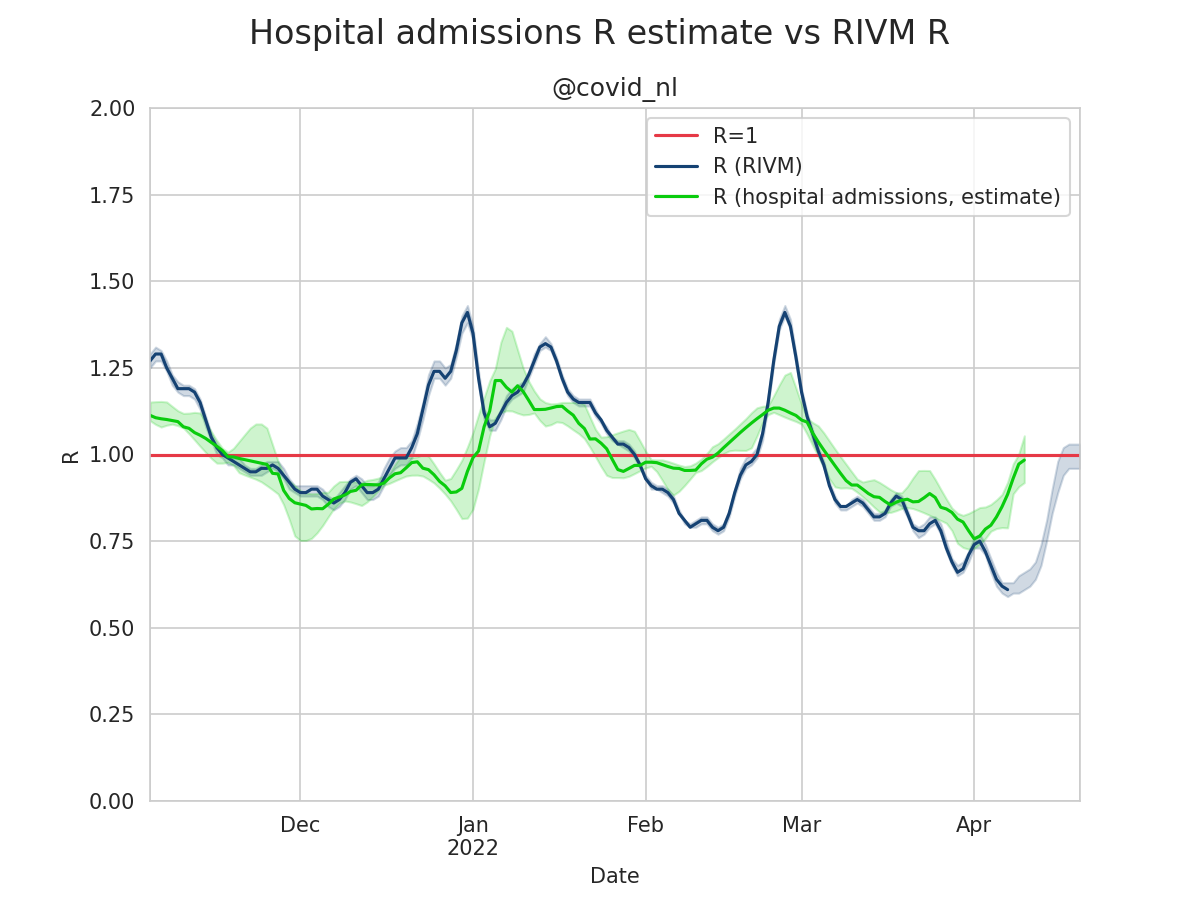 Hospital admissions R estimate vs RIVM R
@covid_nl
R=1
R (RIVM)
R (hospital admissions, estimate)
2.00
1.75
1.50
1.25
1.00
0.75
0.50
0.25
0.00
R
Dec
Jan
2022
Feb
Mar
Apr
Date